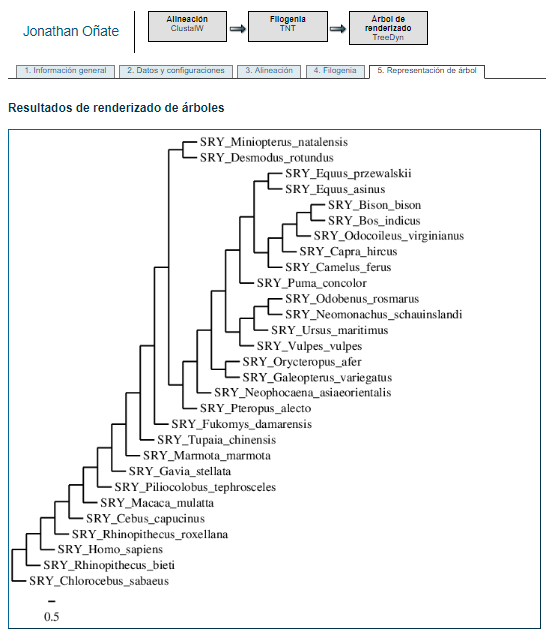 Jonathan Oñate
Alineación
ClustalW
Filogenia
TNT
Árbol de
renderizado
TreeDyn
1. Información general
2. Datos y configuraciones
3. Alineación
4. Filogenia
5. Representación de árbol
Resultados de renderizado de árboles
SRY_Miniopterus_natalensis
SRY_Desmodus_rotundus
SRY_Equus_przewalskii
SRY_Equus_asinus
SRY_Bison_bison
SRY_Bos_indicus
SRY_Odocoileus_virginianus
SRY_Capra_hircus
SRY_Camelus_ferus
SRY_Puma_concolor
SRY_Odobenus_rosmarus
SRY_Neomonachus_schauinslandi
SRY_Ursus_maritimus
SRY_Vulpes_vulpes
SRY_Orycteropus_afer
SRY_Galeopterus_variegatus
SRY_Neophocaena_asiaeorientalis
SRY_Pteropus_alecto
SRY_Fukomys_damarensis
SRY_Tupaia_chinensis
SRY_Marmota_marmota
SRY_Gavia_stellata
SRY_Piliocolobus_tephrosceles
SRY_Macaca_mulatta
SRY_Cebus_capucinus
SRY_Rhinopithecus_roxellana
SRY_Homo_sapiens
SRY_Rhinopithecus_bieti
SRY_Chlorocebus_sabaeus
0.5